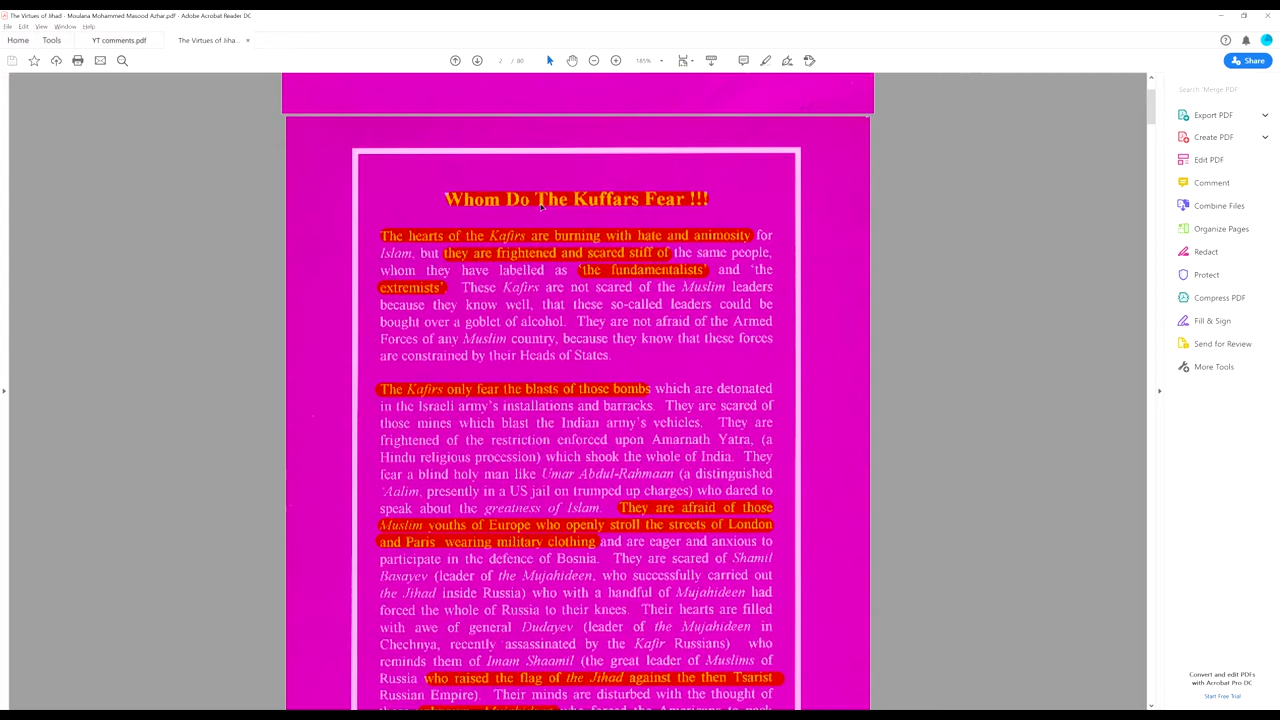 The Virtues of Jihad - Moulana Mohammed Masood Azhar.pdf - Adobe Acrobat Reader DC
File Edit View Window Help
Home Tools YT comments.pdf The Virtues of Jiha... ×
2 / 80 185%
Share
Whom Do The Kuffars Fear !!!
The hearts of the Kafirs are burning with hate and animosity for
Islam, but they are frightened and scared stiff of the same people,
whom they have labelled as 'the fundamentalists' and 'the
extremists'. These Kafirs are not scared of the Muslim leaders
because they know well, that these so-called leaders could be
bought over a goblet of alcohol. They are not afraid of the Armed
Forces of any Muslim country, because they know that these forces
are constrained by their Heads of States.
The Kafirs only fear the blasts of those bombs which are detonated
in the Israeli army's installations and barracks. They are scared of
those mines which blast the Indian army's vehicles. They are
frightened of the restriction enforced upon Amarnath Yatra, (a
Hindu religious procession) which shook the whole of India. They
fear a blind holy man like Umar Abdul-Rahmaan (a distinguished
'Aalim, presently in a US jail on trumped up charges) who dared to
speak about the greatness of Islam. They are afraid of those
Muslim youths of Europe who openly stroll the streets of London
and Paris wearing military clothing and are eager and anxious to
participate in the defence of Bosnia. They are scared of Shamil
Basayev (leader of the Mujahideen, who successfully carried out
the Jihad inside Russia) who with a handful of Mujahideen had
forced the whole of Russia to their knees. Their hearts are filled
with awe of general Dudayev (leader of the Mujahideen in
Chechnya, recently assassinated by the Kafir Russians) who
reminds them of Imam Shaamil (the great leader of Muslims of
Russia who raised the flag of the Jihad against the then Tsarist
Russian Empire). Their minds are disturbed with the thought of
Search 'Merge PDF'
Export PDF
Create PDF
Edit PDF
Comment
Combine Files
Organize Pages
Redact
Protect
Compress PDF
Fill & Sign
Send for Review
More Tools
Convert and edit PDFs
with Acrobat Pro DC
Start Free Trial